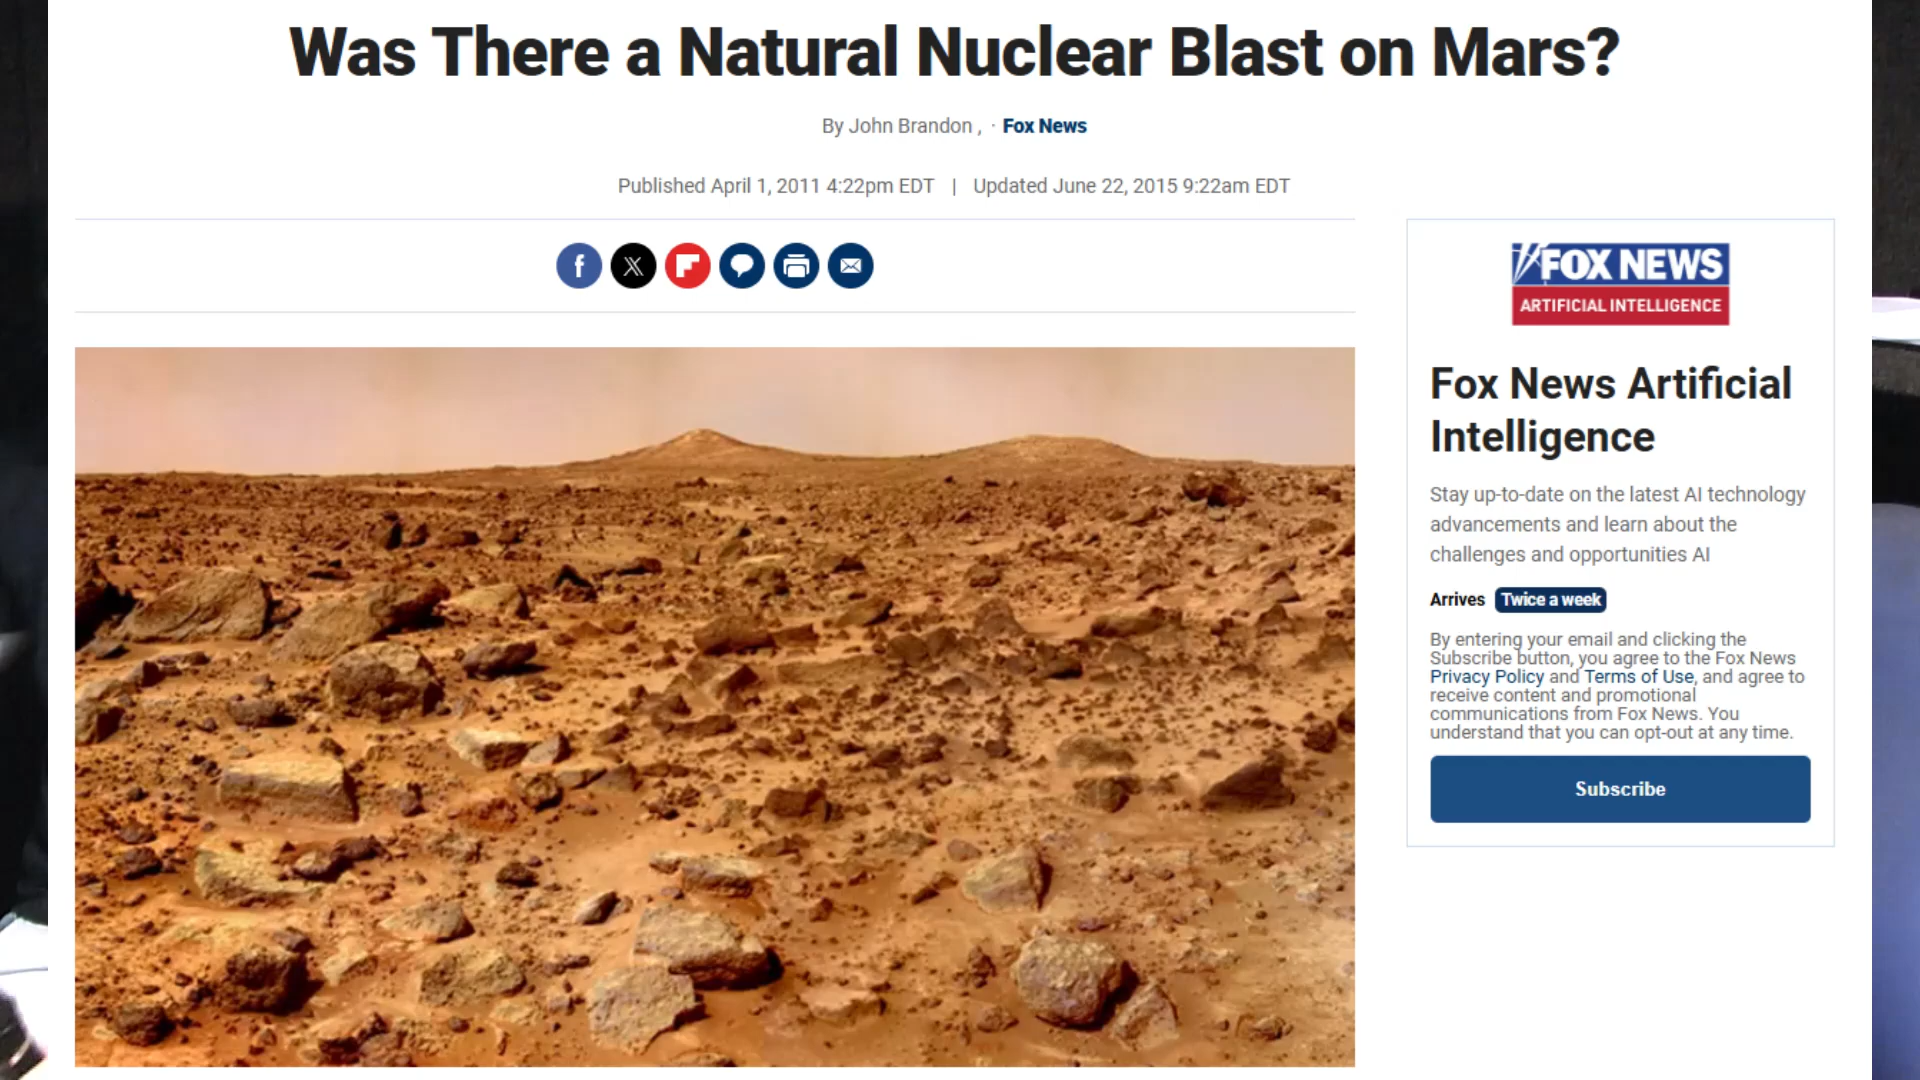 Was There a Natural Nuclear Blast on Mars?
By John Brandon , · Fox News
Published April 1, 2011 4:22pm EDT | Updated June 22, 2015 9:22am EDT
FOX NEWS
ARTIFICIAL INTELLIGENCE
Fox News Artificial
Intelligence
Stay up-to-date on the latest AI technology
advancements and learn about the
challenges and opportunities AI
Arrives Twice a week
By entering your email and clicking the
Subscribe button, you agree to the Fox News
Privacy Policy and Terms of Use, and agree to
receive content and promotional
communications from Fox News. You
understand that you can opt-out at any time.
Subscribe